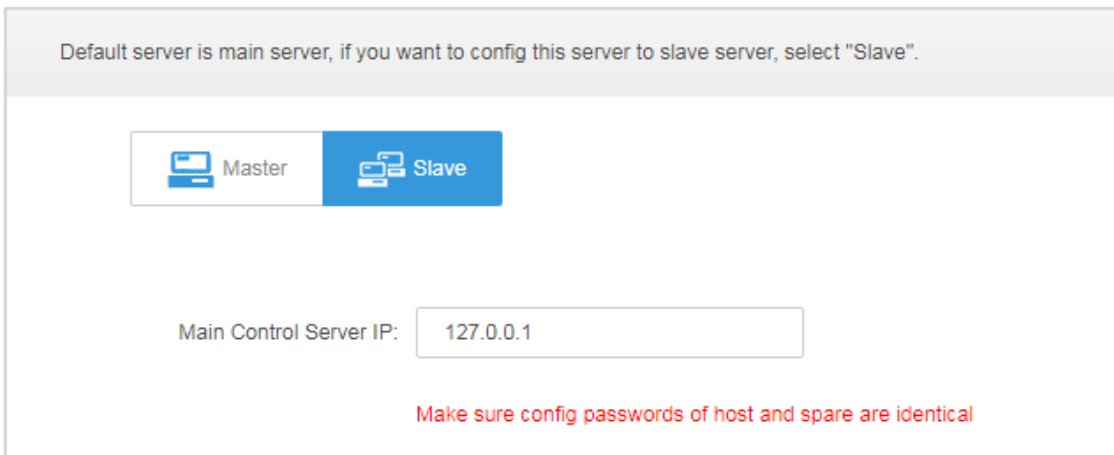 Default server is main server, if you want to config this server to slave server, select "Slave".
Master Slave
Main Control Server IP: 127.0.0.1
Make sure config passwords of host and spare are identical